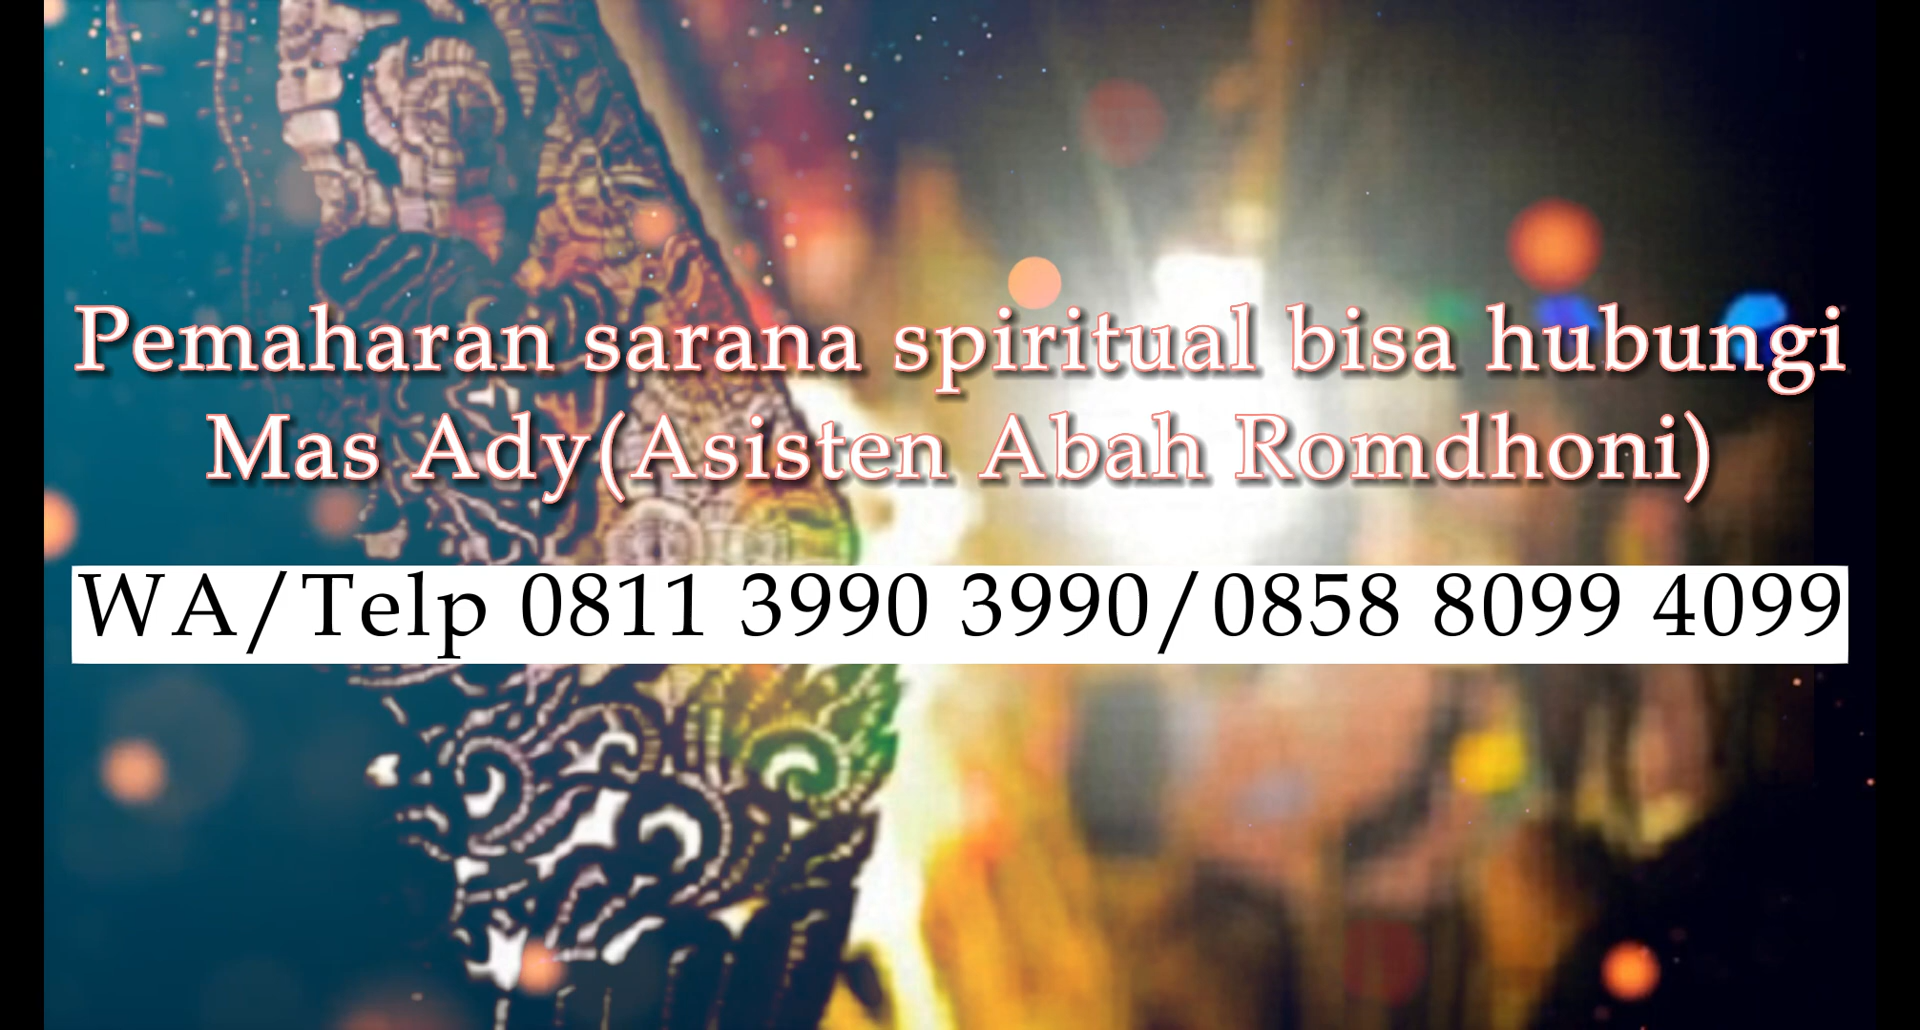 Pemaharan sarana spiritual bisa hubungi
Mas Ady(Asisten Abah Romdhoni)
WA/Telp 0811 3990 3990/0858 8099 4099